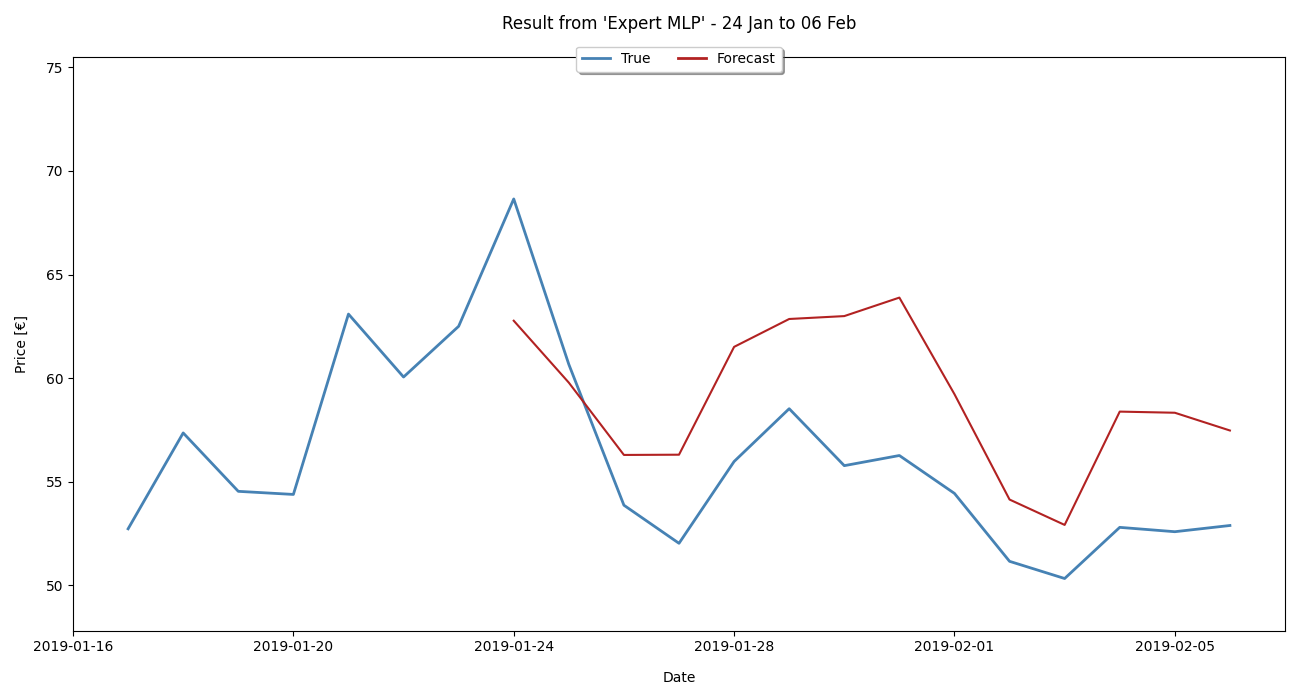 Result from 'Expert MLP' - 24 Jan to 06 Feb
True
Forecast
75
70
65
60
55
50
Price [€]
2019-01-16
2019-01-20
2019-01-24
2019-01-28
2019-02-01
2019-02-05
Date